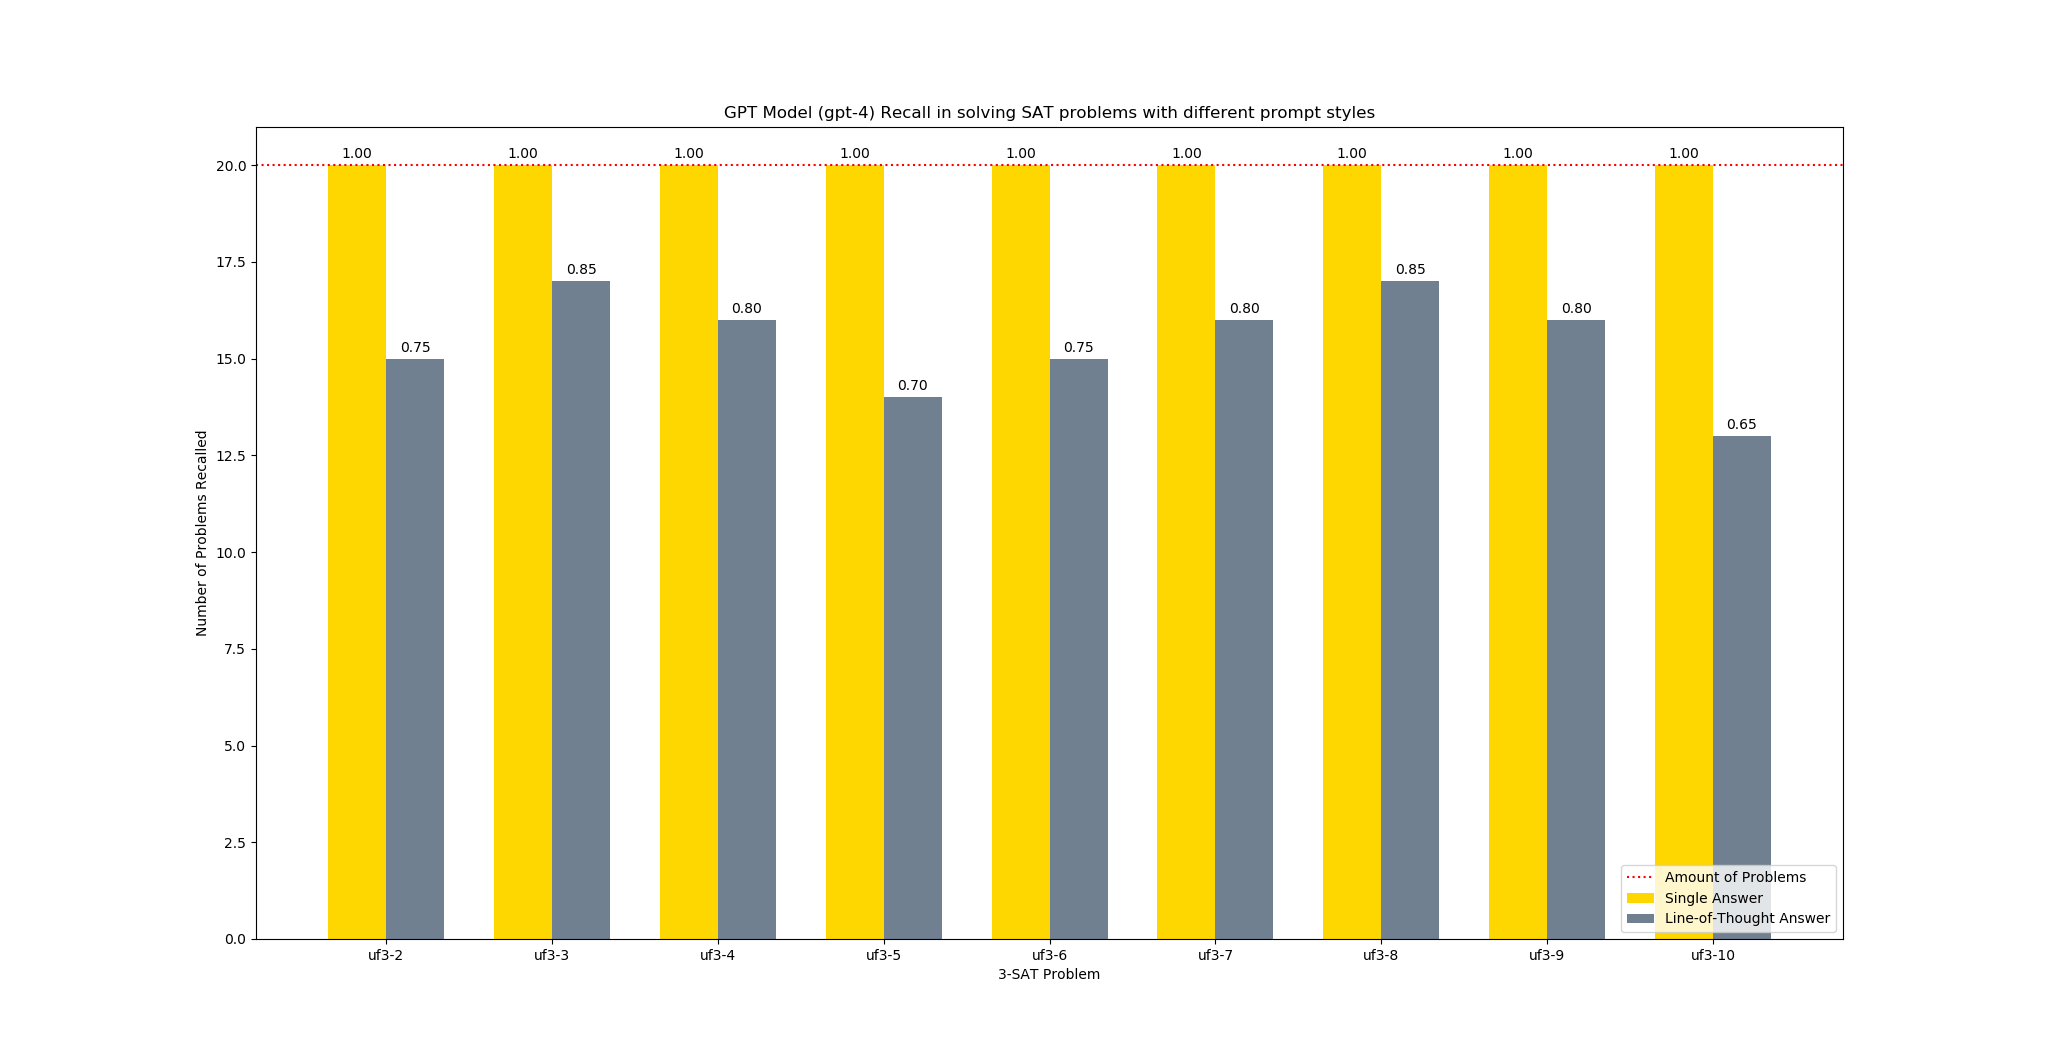 GPT Model (gpt-4) Recall in solving SAT problems with different prompt styles
1.00 1.00 1.00 1.00 1.00 1.00 1.00 1.00 1.00
0.75 0.85 0.80 0.70 0.75 0.80 0.85 0.80 0.65
Number of Problems Recalled
20.0
17.5
15.0
12.5
10.0
7.5
5.0
2.5
0.0
uf3-2 uf3-3 uf3-4 uf3-5 uf3-6 uf3-7 uf3-8 uf3-9 uf3-10
3-SAT Problem
Amount of Problems
Single Answer
Line-of-Thought Answer